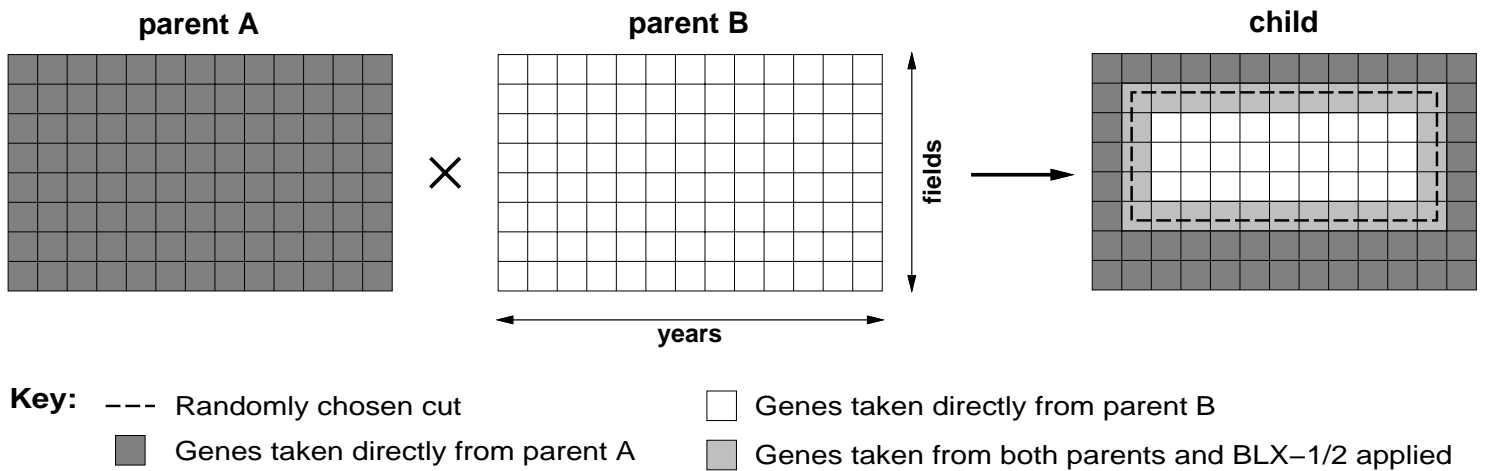 parent A
parent B
child
×
fields
years
Key:
Randomly chosen cut
Genes taken directly from parent B
Genes taken directly from parent A
Genes taken from both parents and BLX−1/2 applied